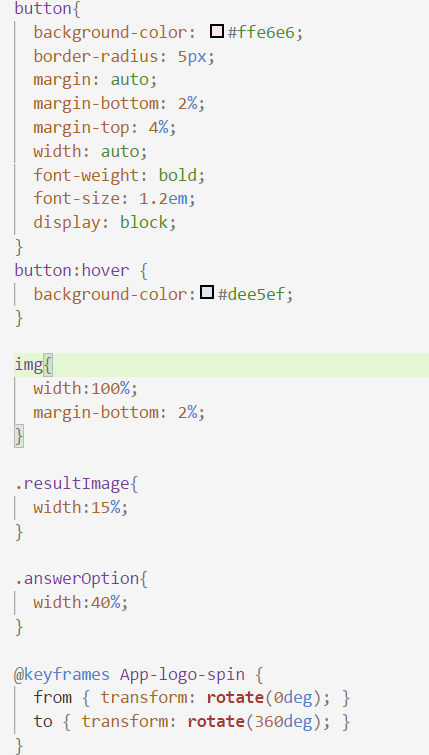 button{
background-color: #ffe6e6;
border-radius: 5px;
margin: auto;
margin-bottom: 2%;
margin-top: 4%;
width: auto;
font-weight: bold;
font-size: 1.2em;
display: block;
}
button:hover {
background-color: #dee5ef;
}
img{
width:100%;
margin-bottom: 2%;
}
.resultImage{
width:15%;
}
.answerOption{
width:40%;
}
@keyframes App-logo-spin {
from { transform: rotate(0deg); }
to { transform: rotate(360deg); }
}